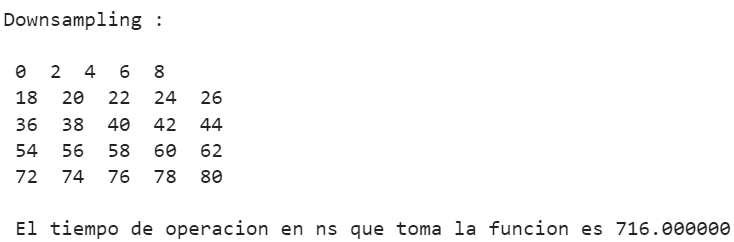 Downsampling :
0 2 4 6 8
18 20 22 24 26
36 38 40 42 44
54 56 58 60 62
72 74 76 78 80
El tiempo de operacion en ns que toma la funcion es 716.000000